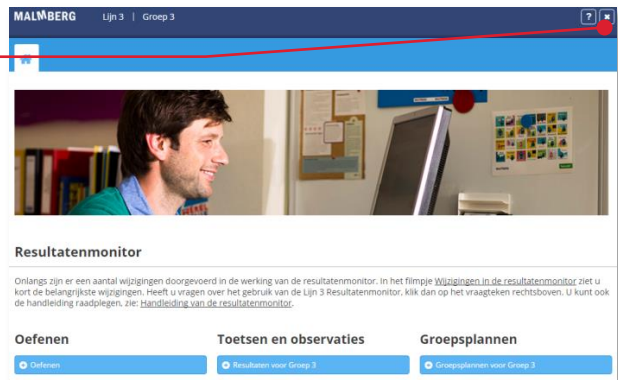 MALMBERG Lijn 3 | Groep 3 ?
Resultatenmonitor
Onlangs zijn er een aantal wijzigingen doorgevoerd in de werking van de resultatenmonitor. In het filmpje Wijzigingen in de resultatenmonitor ziet u
kort de belangrijkste wijzigingen. Heeft u vragen over het gebruik van de Lijn 3 Resultatenmonitor, klik dan op het vraagteken rechtsboven. U kunt ook
de handleiding raadplegen, zie: Handleiding van de resultatenmonitor.
Oefenen
Oefenen
Toetsen en observaties
Resultaten voor Groep 3
Groepsplannen
Groepsplannen voor Groep 3